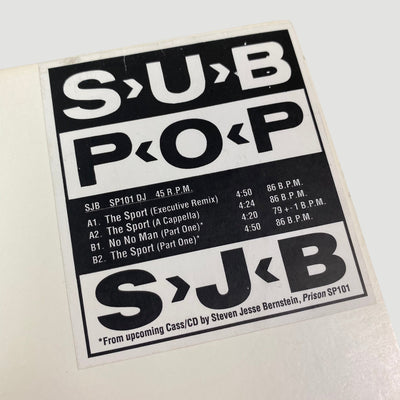 S›U‹B
P‹O‹P
SJB SP101 DJ 45 R.P.M.
A1. The Sport (Executive Remix) 4:50 86 B.P.M.
A2. The Sport (A Cappella) 4:24 86 B.P.M.
B1. No No Man (Part One)* 4:20 79 +-1 B.P.M.
B2. The Sport (Part One)* 4:50 86 B.P.M.
S›J‹B
*From upcoming Cass/CD by Steven Jesse Bernstein, Prison SP101